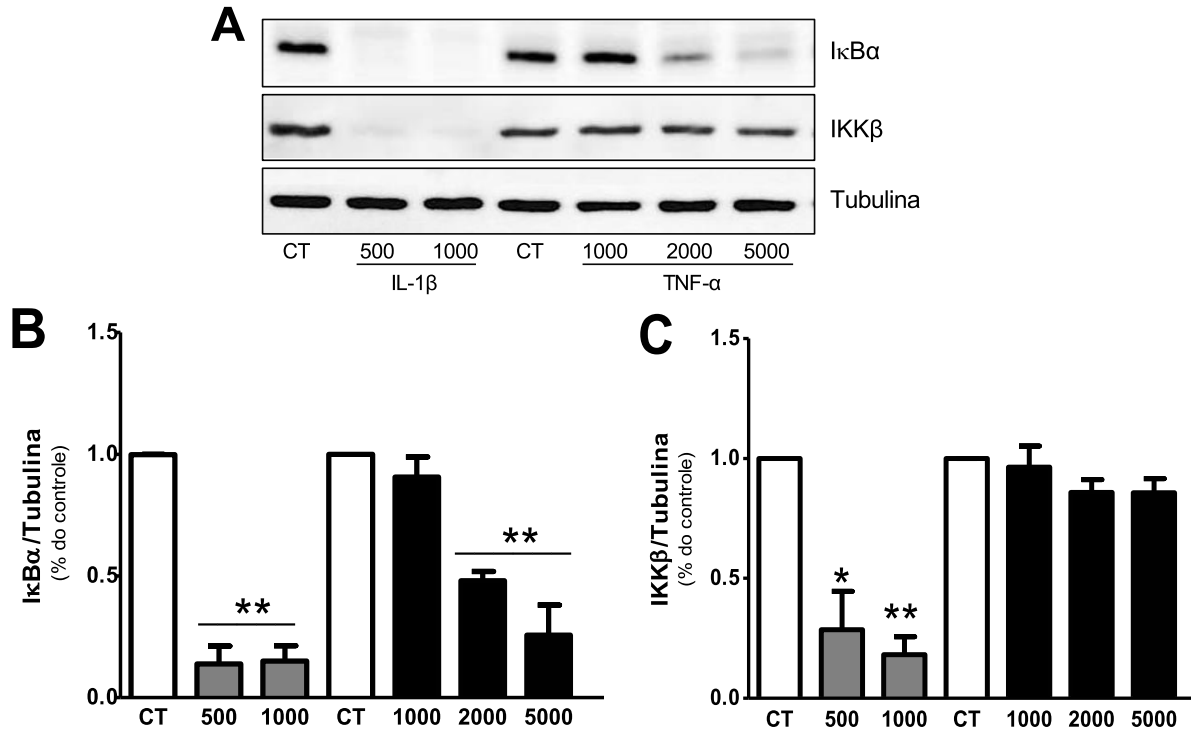 A
IκBα
IKKβ
Tubulina
CT 500 1000 CT 1000 2000 5000
IL-1β TNF-α
B
IκBα/Tubulina
(% do controle)
1.5
1.0
0.5
0.0
**
**
CT 500 1000 CT 1000 2000 5000
C
IKKβ/Tubulina
(% do controle)
1.5
1.0
0.5
0.0
*
**
CT 500 1000 CT 1000 2000 5000